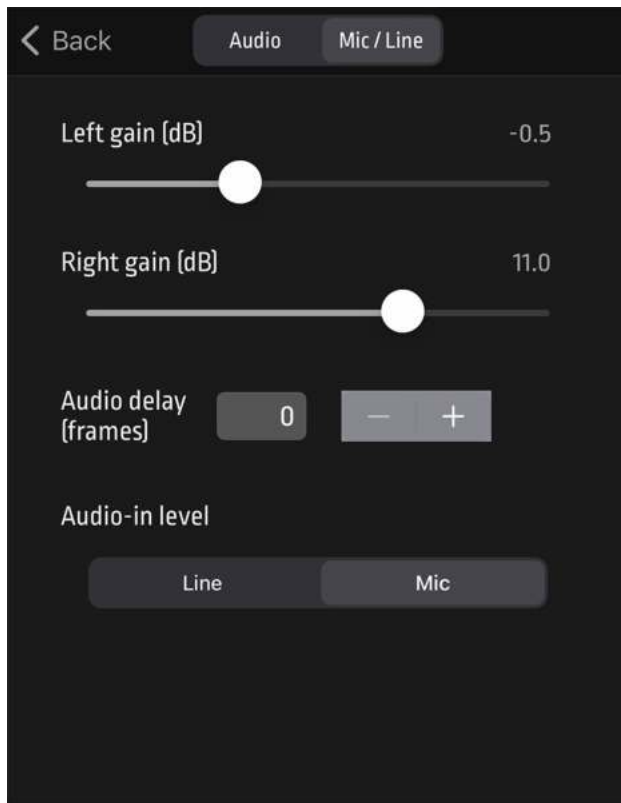 Back
Audio
Mic / Line
Left gain (dB)
-0.5
Right gain (dB)
11.0
Audio delay
(frames)
0
−
+
Audio-in level
Line
Mic